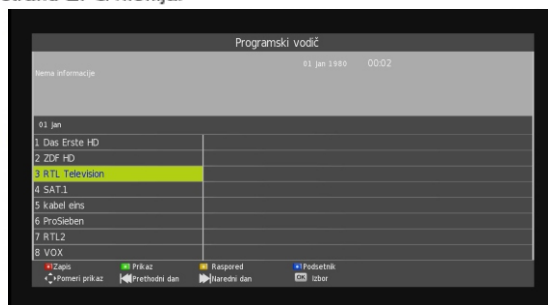 Programski vodič
01 Jan 1980 00:02
Nema informacije
01 Jan
1 Das Erste HD
2 ZDF HD
3 RTL Television
4 SAT.1
5 kabel eins
6 ProSieben
7 RTL2
8 VOX
Zapis Prikaz Raspored Podsetnik
Pomeri prikaz Prethodni dan Naredni dan OK Izbor